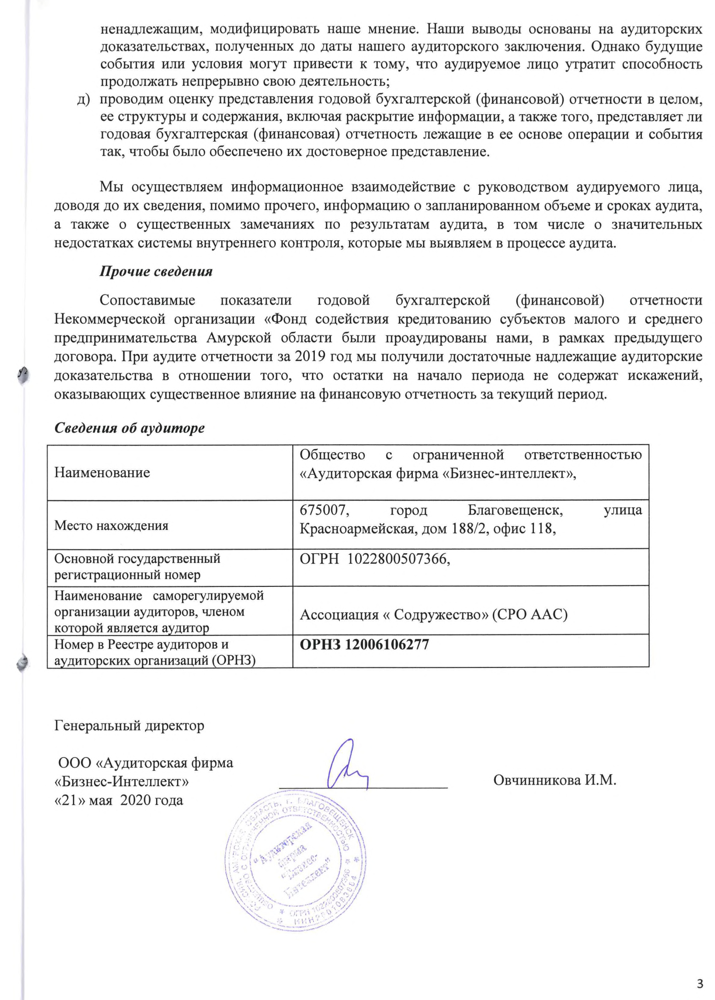 ненадлежащим, модифицировать наше мнение. Наши выводы основаны на аудиторских
доказательствах, полученных до даты нашего аудиторского заключения. Однако будущие
события или условия могут привести к тому, что аудируемое лицо утратит способность
продолжать непрерывно свою деятельность;
д) проводим оценку представления годовой бухгалтерской (финансовой) отчетности в целом,
ее структуры и содержания, включая раскрытие информации, а также того, представляет ли
годовая бухгалтерская (финансовая) отчетность лежащие в ее основе операции и события
так, чтобы было обеспечено их достоверное представление.
Мы осуществляем информационное взаимодействие с руководством аудируемого лица,
доводя до их сведения, помимо прочего, информацию о запланированном объеме и сроках аудита,
а также о существенных замечаниях по результатам аудита, в том числе о значительных
недостатках системы внутреннего контроля, которые мы выявляем в процессе аудита.
Прочие сведения
Сопоставимые показатели годовой бухгалтерской (финансовой) отчетности
Некоммерческой организации «Фонд содействия кредитованию субъектов малого и среднего
предпринимательства Амурской области были проаудированы нами, в рамках предыдущего
договора. При аудите отчетности за 2019 год мы получили достаточные надлежащие аудиторские
доказательства в отношении того, что остатки на начало периода не содержат искажений,
оказывающих существенное влияние на финансовую отчетность за текущий период.
Сведения об аудиторе
Наименование
Общество с ограниченной ответственностью
«Аудиторская фирма «Бизнес-интеллект»,
Место нахождения
675007, город Благовещенск, улица
Красноармейская, дом 188/2, офис 118,
Основной государственный
регистрационный номер
ОГРН 1022800507366,
Наименование саморегулируемой
организации аудиторов, членом
которой является аудитор
Ассоциация « Содружество» (СРО ААС)
Номер в Реестре аудиторов и
аудиторских организаций (ОРНЗ)
ОРНЗ 12006106277
Генеральный директор
ООО «Аудиторская фирма
«Бизнес-Интеллект»
«21» мая 2020 года
Овчинникова И.М.
РОССИЯ, АМУРСКАЯ ОБЛАСТЬ, Г. БЛАГОВЕЩЕНСК
ОБЩЕСТВО С ОГРАНИЧЕННОЙ ОТВЕТСТВЕННОСТЬЮ
"Аудиторская
фирма
"Бизнес-
Интеллект"
ОГРН 1022800507366
3